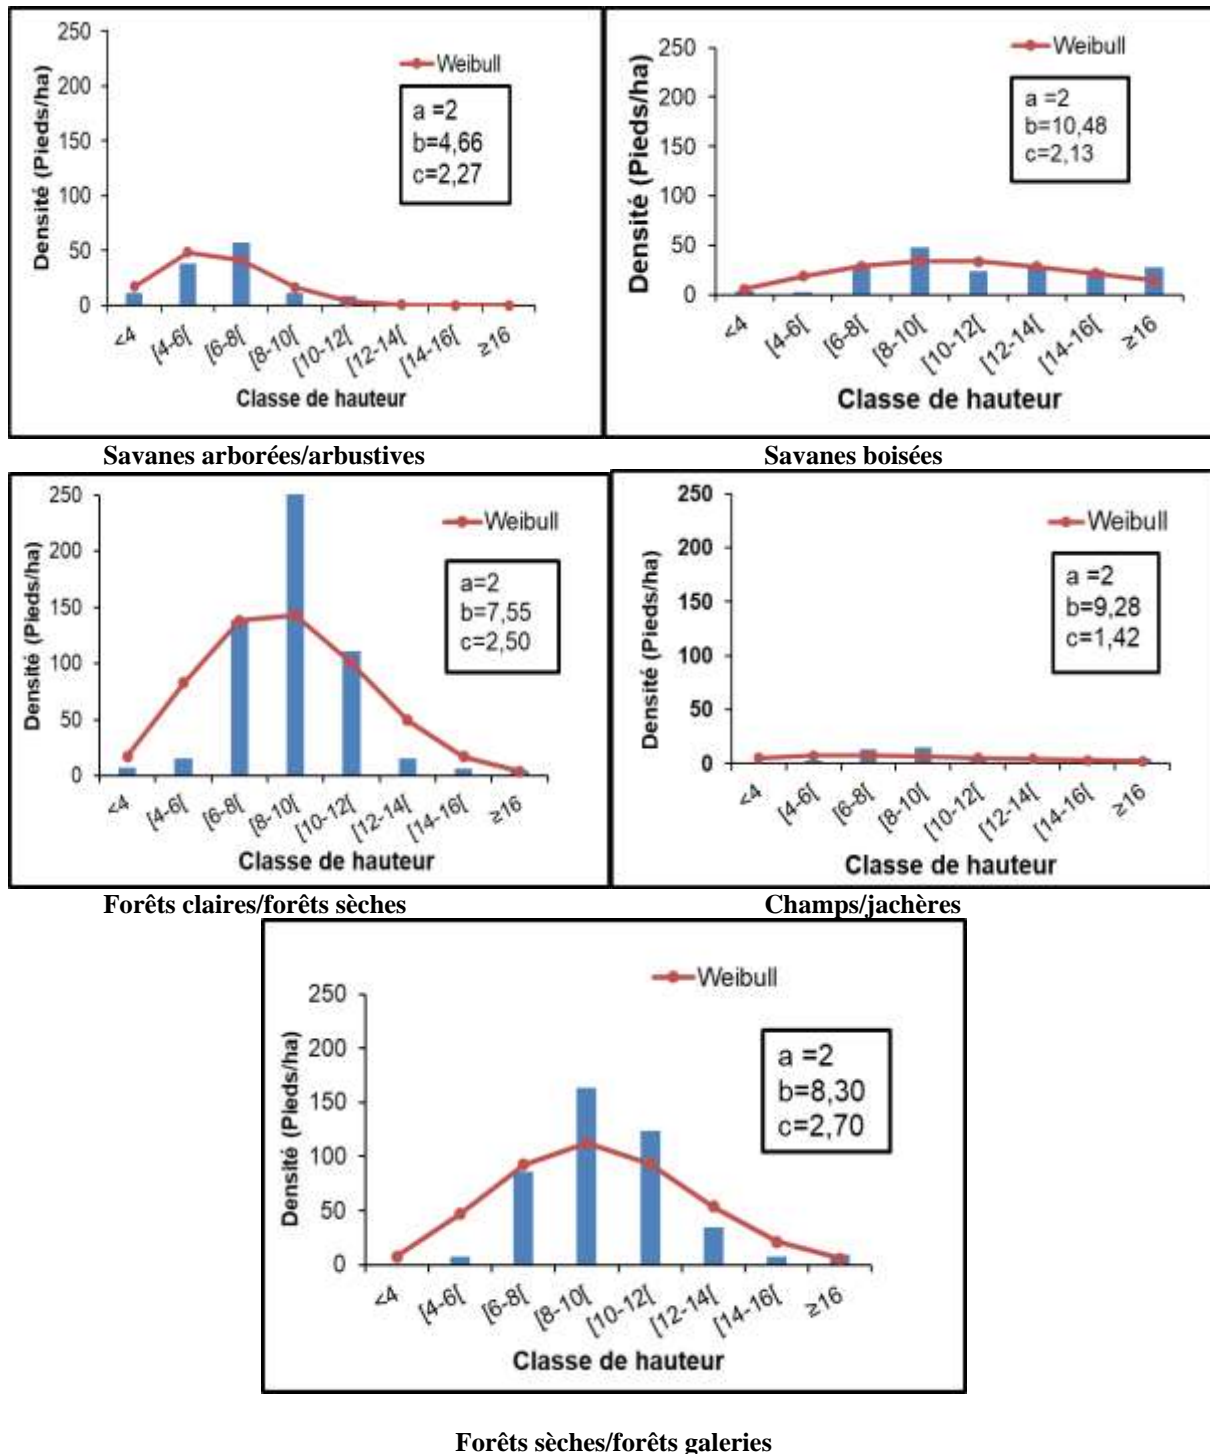 250
200
150
100
50
0
Densité (Pieds/ha)
Weibull
a =2
b=4,66
c=2,27
<4
[4-6[
[6-8[
[8-10[
[10-12[
[12-14[
[14-16[
≥16
Classe de hauteur
Savanes arborées/arbustives
250
200
150
100
50
0
Densité (Pieds/ha)
Weibull
a =2
b=10,48
c=2,13
<4
[4-6[
[6-8[
[8-10[
[10-12[
[12-14[
[14-16[
≥16
Classe de hauteur
Savanes boisées
250
200
150
100
50
0
Densité (Pieds/ha)
Weibull
a=2
b=7,55
c=2,50
<4
[4-6[
[6-8[
[8-10[
[10-12[
[12-14[
[14-16[
≥16
Classe de hauteur
Forêts claires/forêts sèches
250
200
150
100
50
0
Densité (Pieds/ha)
Weibull
a =2
b=9,28
c=1,42
<4
[4-6[
[6-8[
[8-10[
[10-12[
[12-14[
[14-16[
≥16
Classe de hauteur
Champs/jachères
250
200
150
100
50
0
Densité (Pieds/ha)
Weibull
a =2
b=8,30
c=2,70
<4
[4-6[
[6-8[
[8-10[
[10-12[
[12-14[
[14-16[
≥16
Classe de hauteur
Forêts sèches/forêts galeries